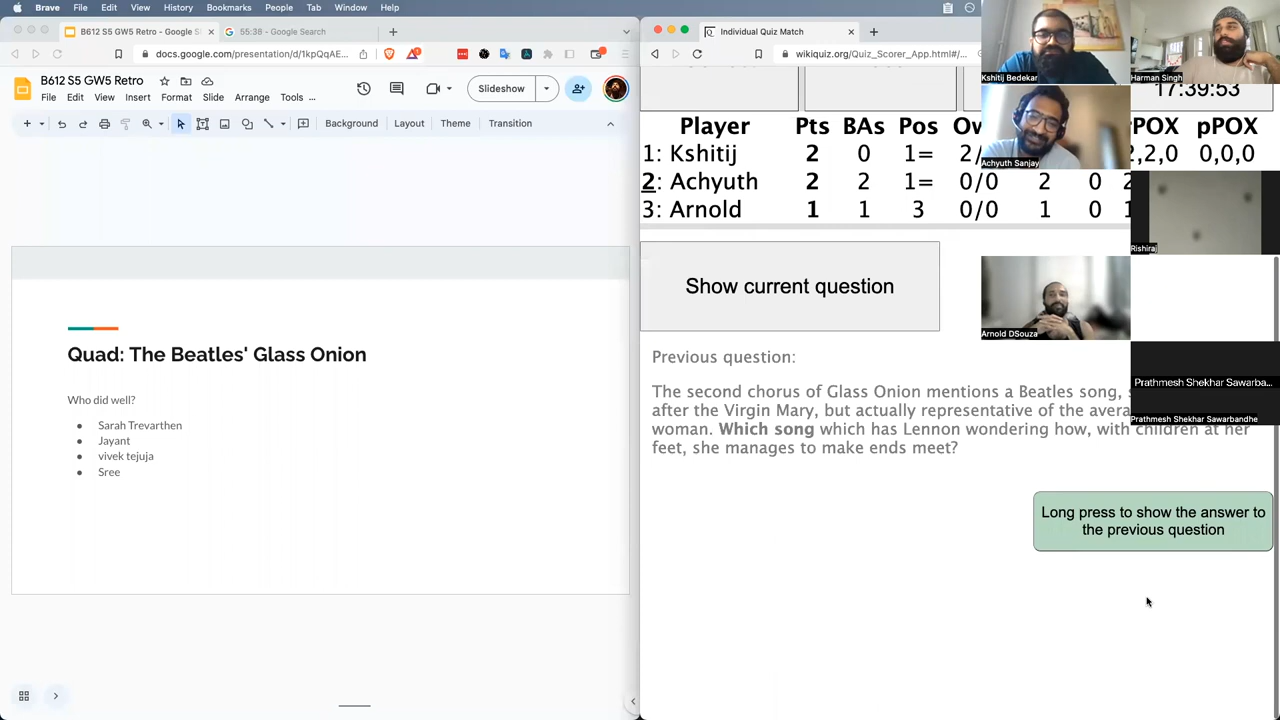 Brave File Edit View History Bookmarks People Tab Window Help
B612 S5 GW5 Retro - Google S
55:38 - Google Search
Individual Quiz Match
docs.google.com/presentation/d/1kpQqAE...
wikiquiz.org/Quiz_Scorer_App.html#/...
B612 S5 GW5 Retro
File Edit View Insert Format Slide Arrange Tools ...
Slideshow
Background Layout Theme Transition
Quad: The Beatles' Glass Onion
Who did well?
Sarah Trevarthen
Jayant
vivek tejuja
Sree
17:39:53
Player Pts BAs Pos pPOX
1: Kshitij 2 0 1= 2/ 2,0 0,0,0
2: Achyuth 2 2 1= 0/0 2 0
3: Arnold 1 1 3 0/0 1 0
Show current question
Previous question:
The second chorus of Glass Onion mentions a Beatles song,
after the Virgin Mary, but actually representative of the
woman. Which song which has Lennon wondering how, with children at her
feet, she manages to make ends meet?
Long press to show the answer to
the previous question
Kshitij Bedekar
Harman Singh
Achyuth Sanjay
Rishiraj
Arnold DSouza
Prathmesh Shekhar Sawarba...
Prathmesh Shekhar Sawarbandhe